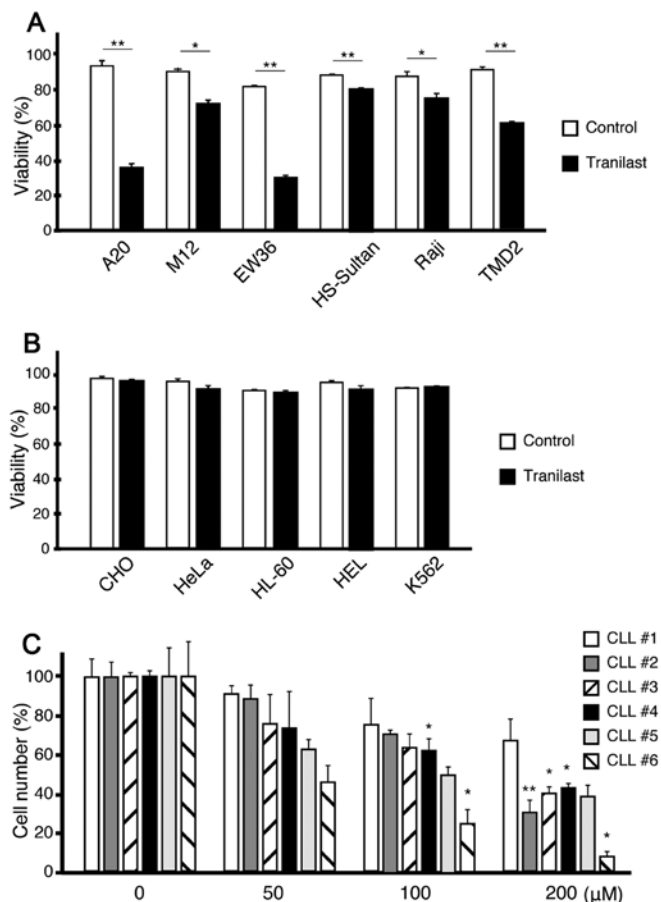 A
** * ** ** * **
100
80
60
40
20
0
Viability (%)
Control
Tranilast
A20 M12 EW36 HS-Sultan Raji TMD2
B
100
80
60
40
20
0
Viability (%)
Control
Tranilast
CHO HeLa HL-60 HEL K562
C
CLL #1
CLL #2
CLL #3
CLL #4
CLL #5
CLL #6
100
80
60
40
20
0
Cell number (%)
* * ** * * *
0 50 100 200 (μM)